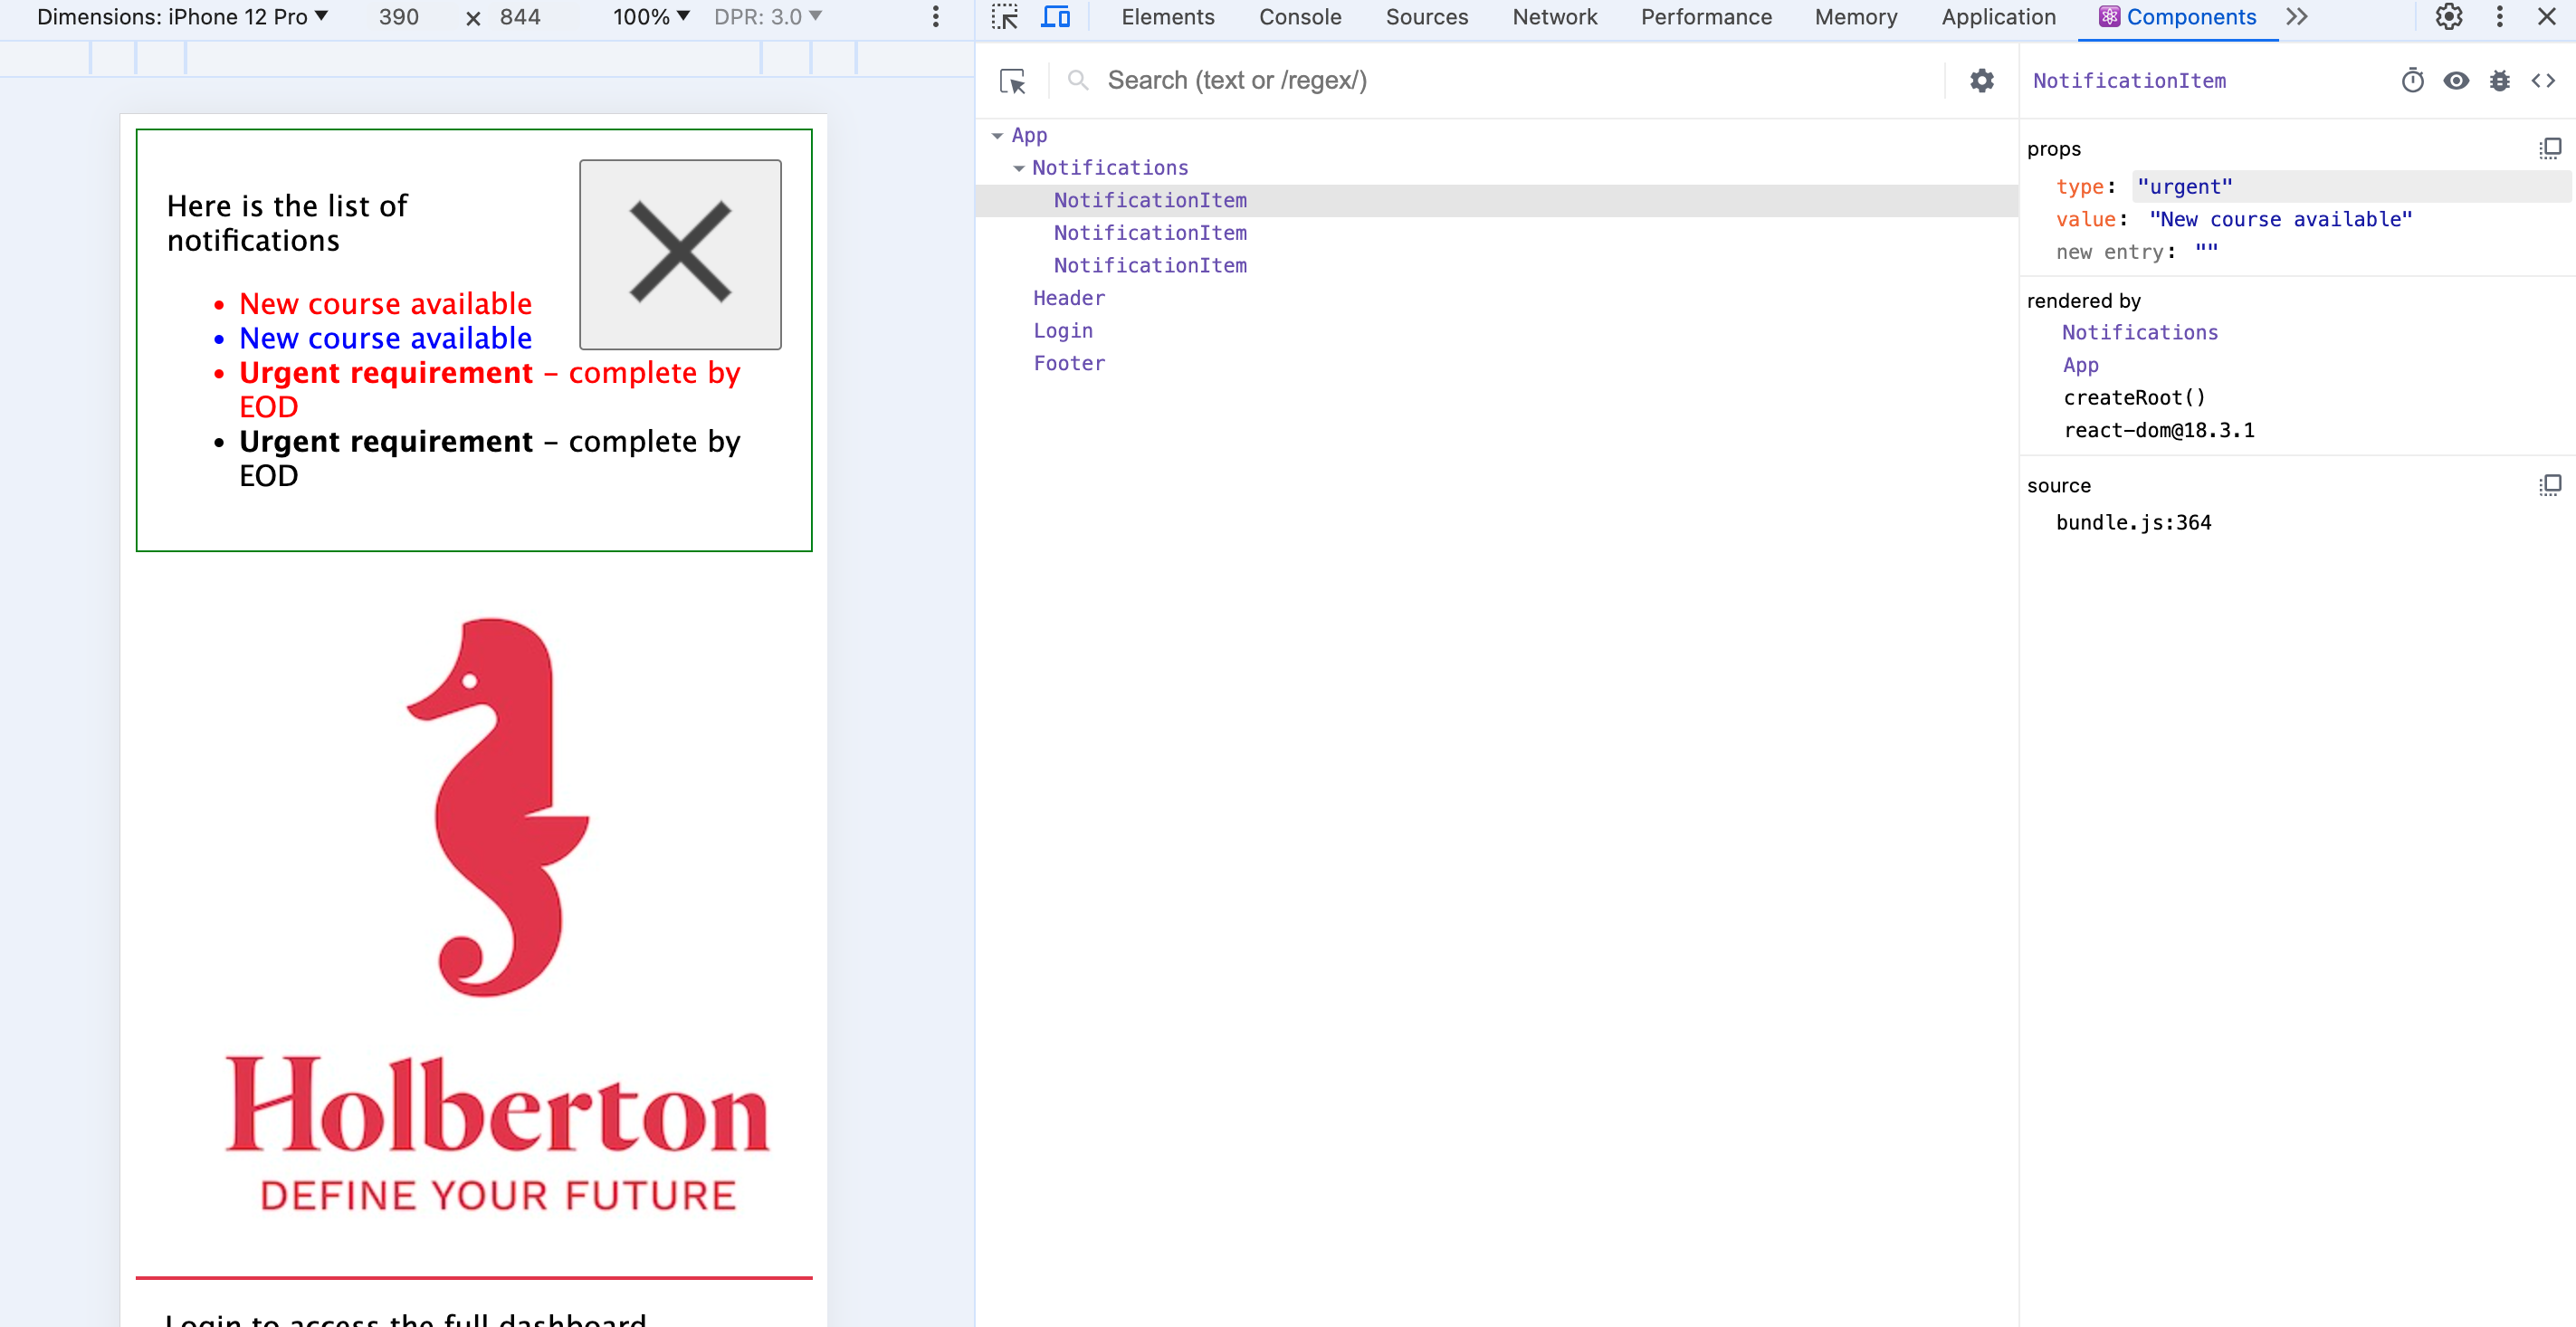 Dimensions: iPhone 12 Pro ▼ 390 × 844 100% ▼ DPR: 3.0 ▼
Elements Console Sources Network Performance Memory Application Components
Here is the list of
notifications
• New course available
• New course available
• Urgent requirement - complete by
EOD
• Urgent requirement - complete by
EOD
Holberton
DEFINE YOUR FUTURE
Login to access the full dashboard
Search (text or /regex/)
App
Notifications
NotificationItem
NotificationItem
NotificationItem
Header
Login
Footer
NotificationItem
props
type: "urgent"
value: "New course available"
new entry: ""
rendered by
Notifications
App
createRoot()
react-dom@18.3.1
source
bundle.js:364